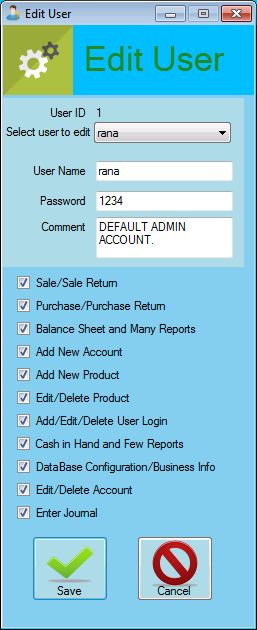 Edit User
Edit User
User ID 1
Select user to edit rana
User Name rana
Password 1234
Comment DEFAULT ADMIN
ACCOUNT.
Sale/Sale Return
Purchase/Purchase Return
Balance Sheet and Many Reports
Add New Account
Add New Product
Edit/Delete Product
Add/Edit/Delete User Login
Cash in Hand and Few Reports
DataBase Configuration/Business Info
Edit/Delete Account
Enter Journal
Save Cancel